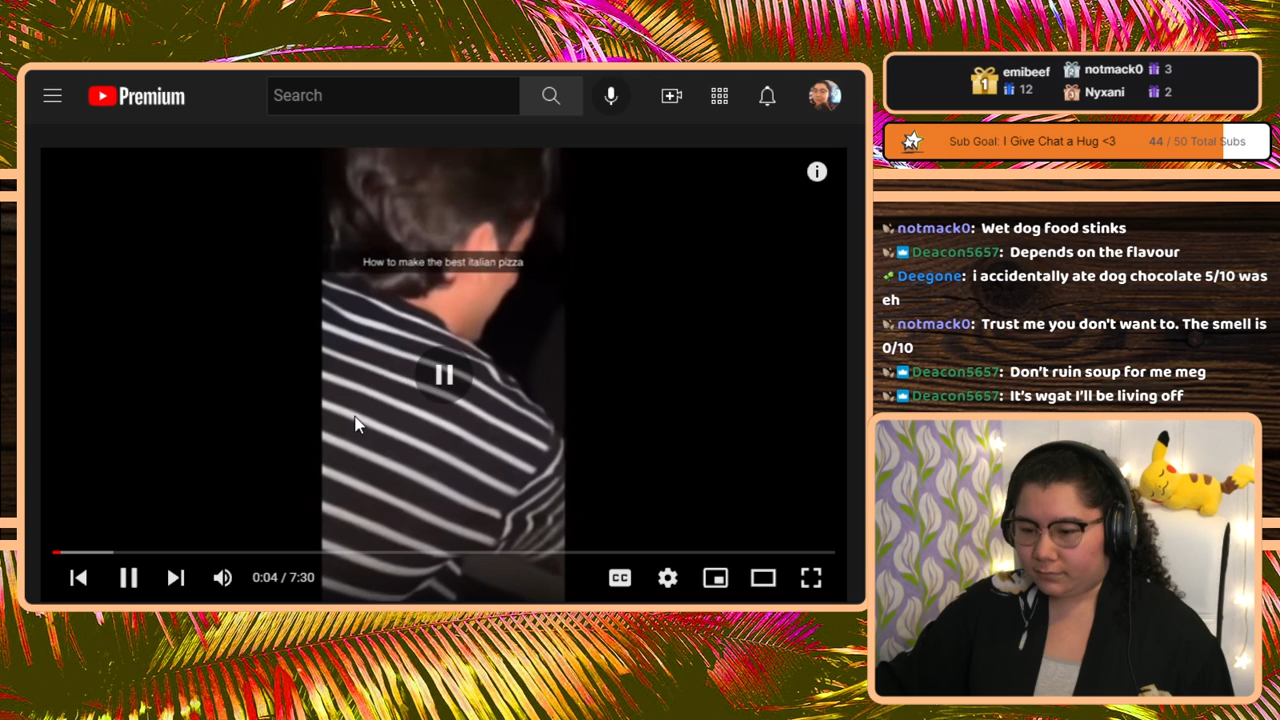 Premium
Search
How to make the best italian pizza
0:04 / 7:30
CC
1
emibeef
12
notmack0 3
Nyxani 2
Sub Goal: I Give Chat a Hug <3 44 / 50 Total Subs
notmack0: Wet dog food stinks
Deacon5657: Depends on the flavour
Deegone: i accidentally ate dog chocolate 5/10 was
eh
notmack0: Trust me you don't want to. The smell is
0/10
Deacon5657: Don't ruin soup for me meg
Deacon5657: It's wgat I'll be living off